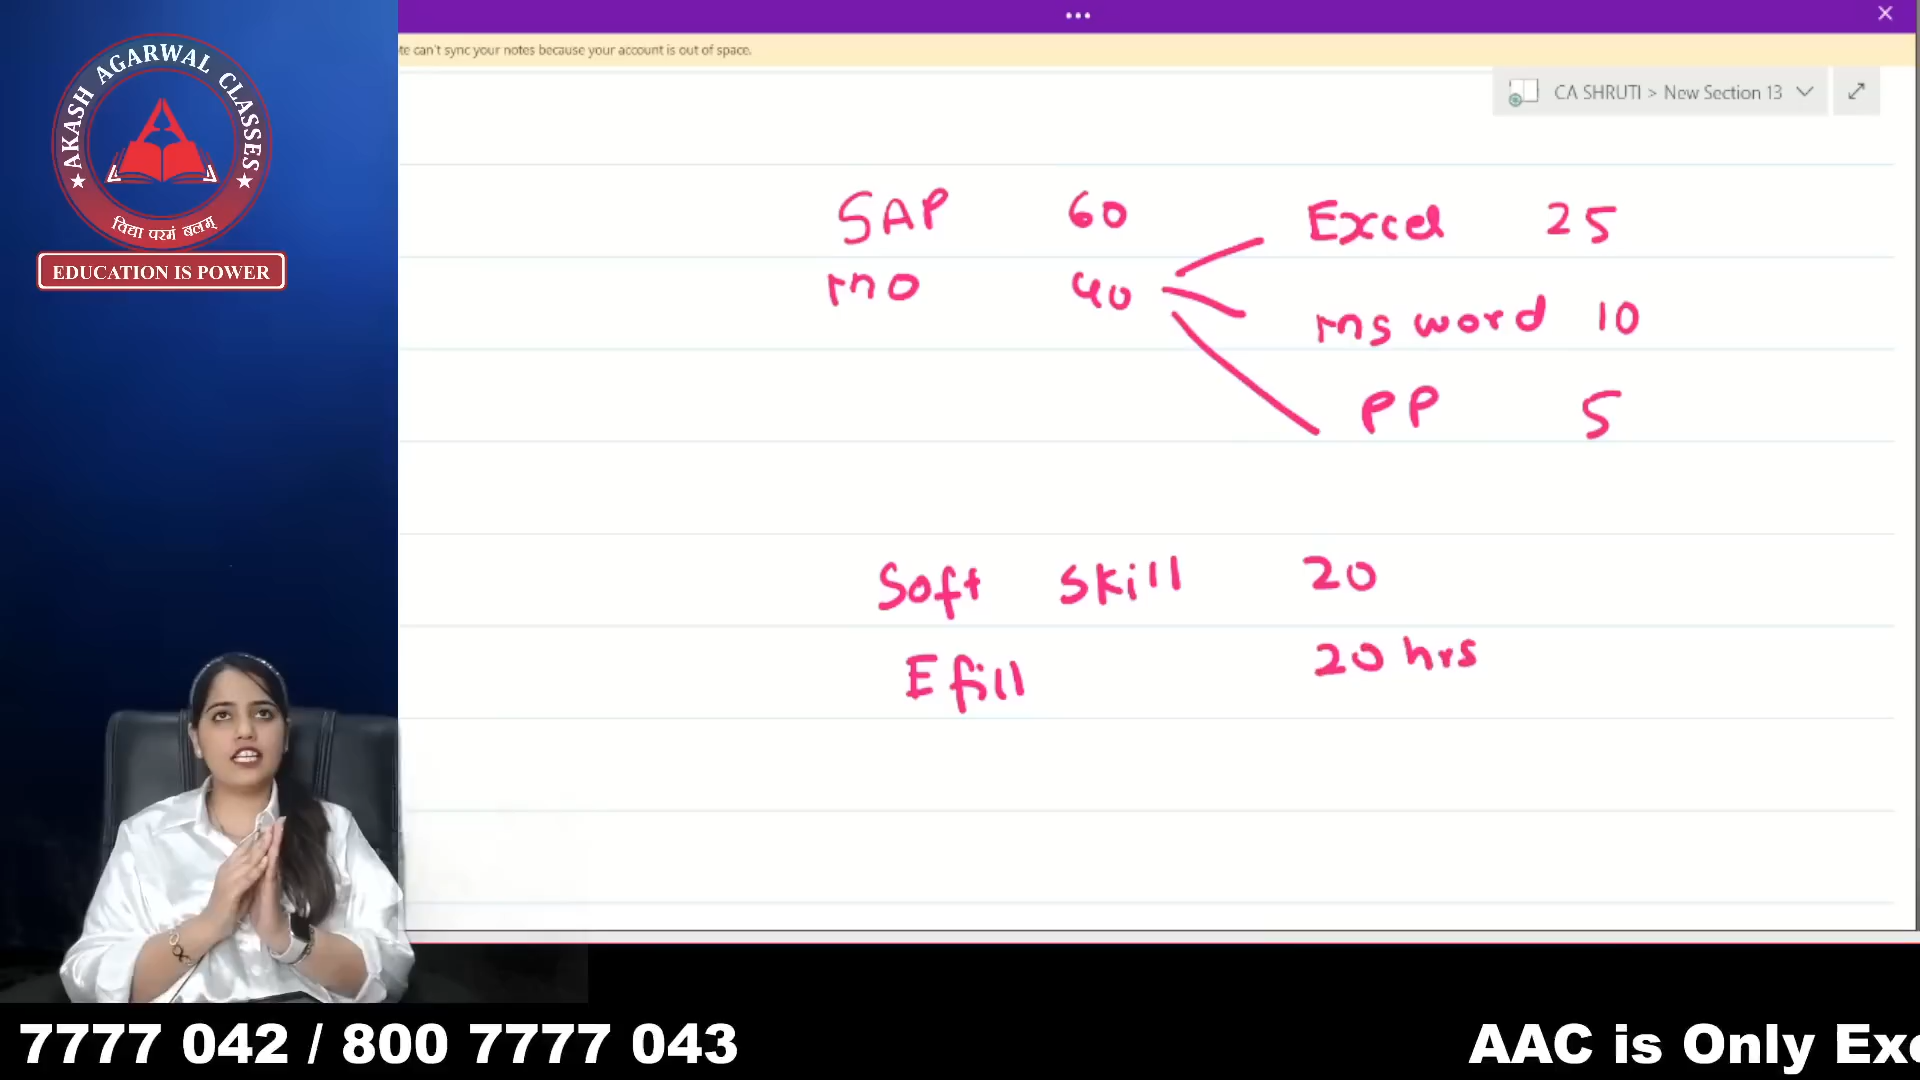 AKASH AGARWAL CLASSES
विद्या परमं बलम्
EDUCATION IS POWER
te can't sync your notes because your account is out of space.
CA SHRUTI > New Section 13
SAP 60
mo 40
Excel 25
ms word 10
PP 5
Soft Skill 20
E fill 20 hrs
7777 042 / 800 7777 043
AAC is Only Exc